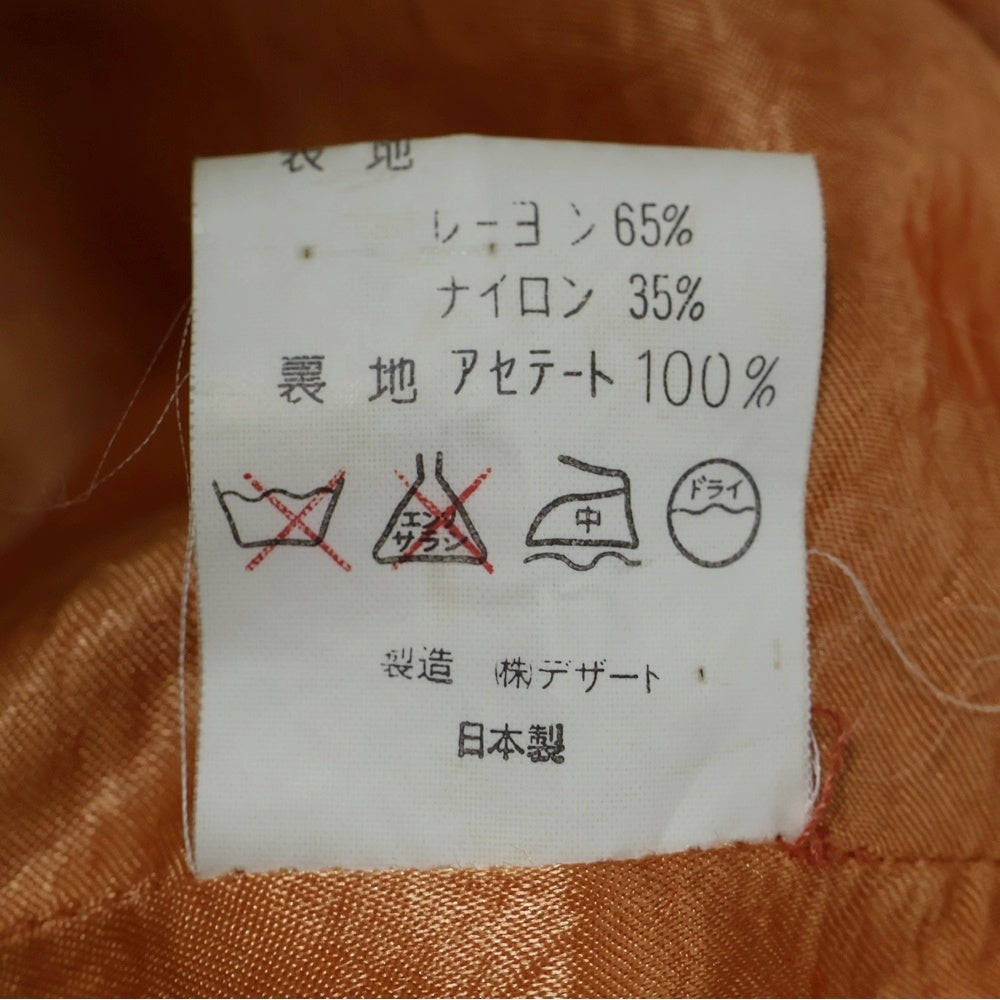 表 地
レーヨン 65%
ナイロン 35%
裏 地 アセテート 100%
エンソ
サラシ
中
ドライ
製造 ㈱デザート
日本製